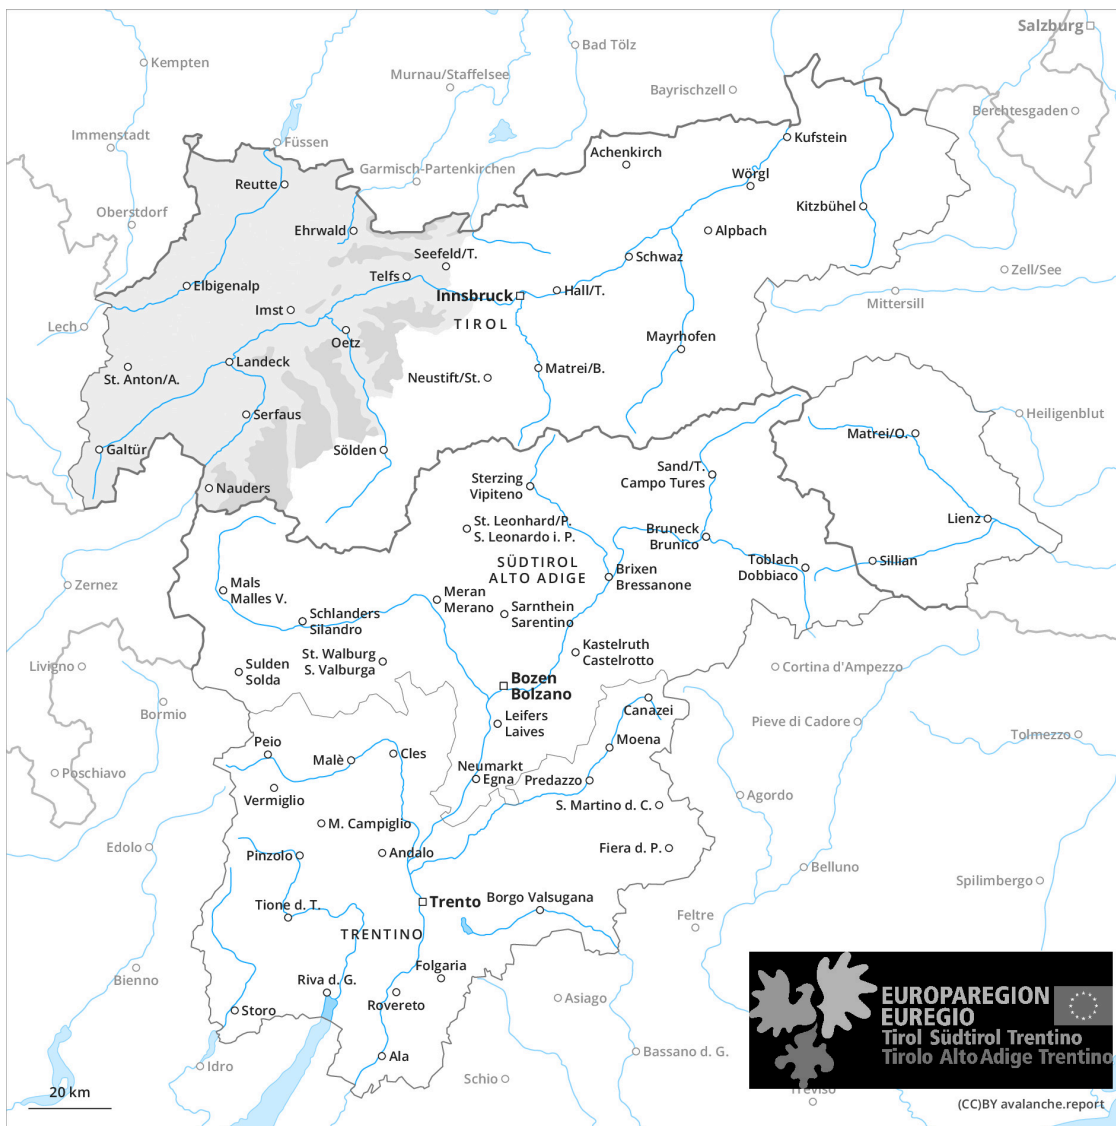 Salzburg
Bad Tölz
Kempten
Murnau/Staffelsee
Bayrischzell
Berchtesgaden
Immenstadt
Füssen
Kufstein
Achenkirch
Garmisch-Partenkirchen
Wörgl
Reutte
Oberstdorf
Kitzbühel
Ehrwald
Alpbach
Seefeld/T.
Schwaz
Zell/See
Telfs
Elbigenalp
Hall/T.
Innsbruck
Mittersill
Imst
TIROL
Lech
Mayrhofen
Oetz
Landeck
Matrei/B.
St. Anton/A.
Neustift/St.
Serfaus
Heiligenblut
Matrei/O.
Galtür
Sölden
Sand/T.
Campo Tures
Sterzing
Vipiteno
Nauders
Lienz
St. Leonhard/P.
S. Leonardo i. P.
Bruneck
Brunico
SÜDTIROL
ALTO ADIGE
Toblach
Dobbiaco
Sillian
Brixen
Bressanone
Zernez
Mals
Malles V.
Meran
Merano
Sarnthein
Sarentino
Schlanders
Silandro
Kastelruth
Castelrotto
St. Walburg
S. Valburga
Livigno
Sulden
Solda
Cortina d'Ampezzo
Bozen
Bolzano
Bormio
Canazei
Leifers
Laives
Pieve di Cadore
Tolmezzo
Peio
Moena
Malè
Cles
Neumarkt
Egna
Poschiavo
Predazzo
Vermiglio
Agordo
S. Martino d. C.
M. Campiglio
Edolo
Pinzolo
Andalo
Fiera d. P.
Belluno
Spilimbergo
Tione d. T.
Trento
Borgo Valsugana
Feltre
TRENTINO
Folgaria
Bienno
Riva d. G.
Rovereto
Asiago
Storo
EUROPAREGION
EUREGIO
Tirol Südtirol Trentino
Tirolo Alto Adige Trentino
Ala
Bassano d. G.
Idro
Schio
Treviso
20 km
(CC)BY avalanche.report